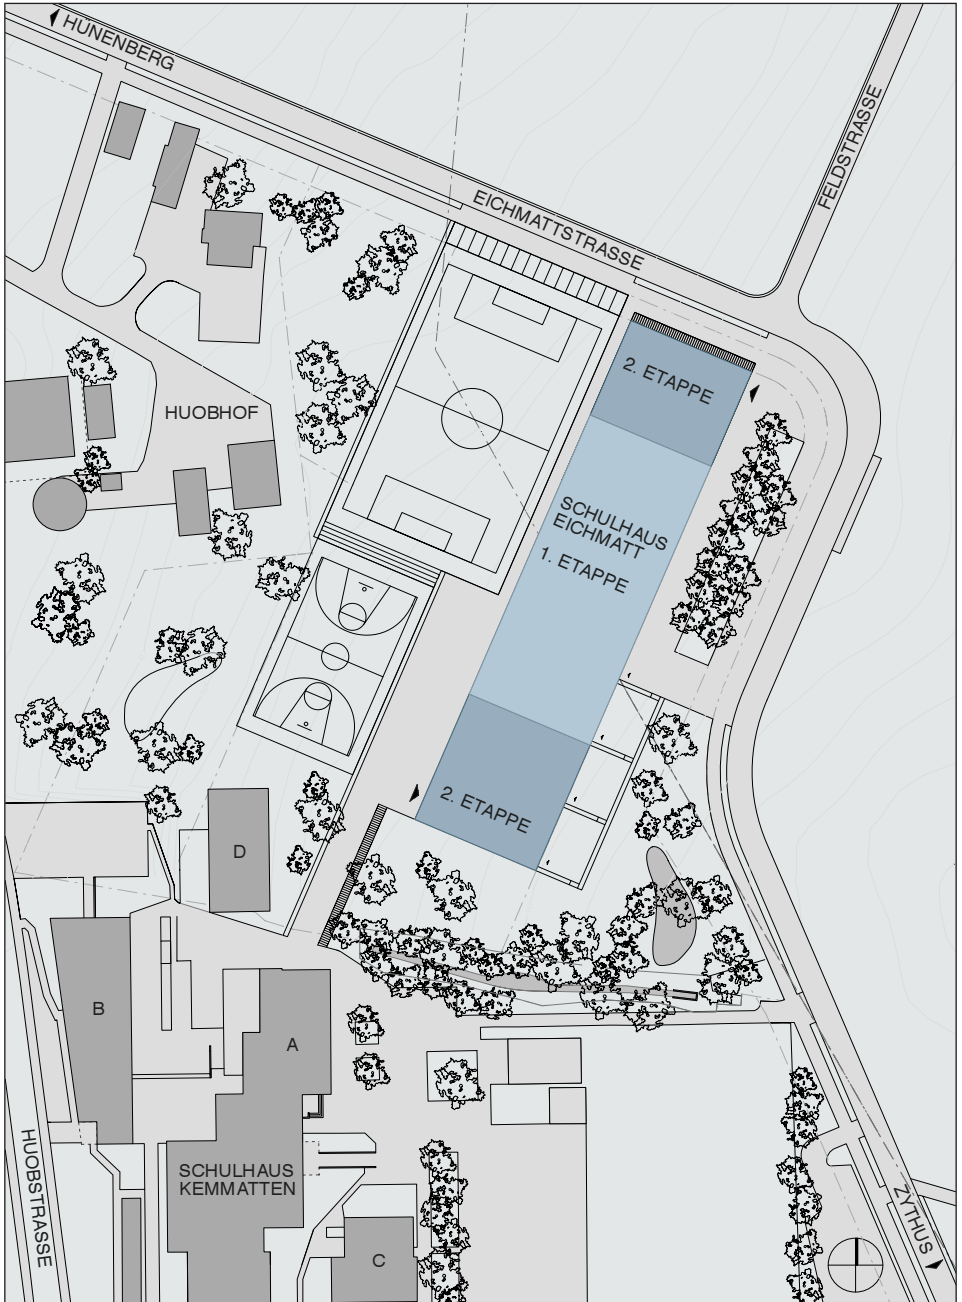 HÜNENBERG
EICHMATTSTRASSE
FELDSTRASSE
2. ETAPPE
HUOBHOF
SCHULHAUS
EICHMATT
1. ETAPPE
2. ETAPPE
D
B
A
SCHULHAUS
KEMMATTEN
HUOBSTRASSE
C
ZYTHUS